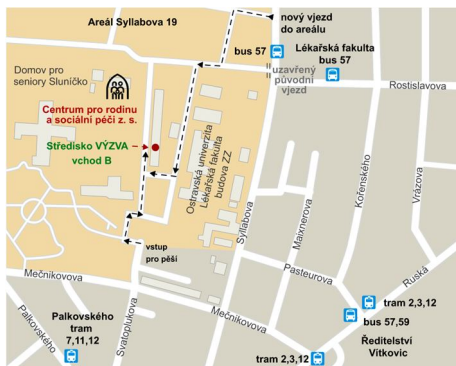 Areál Syllabova 19
nový vjezd
do areálu
bus 57
Lékařská fakulta
bus 57
uzavřený
původní
vjezd
Rostislavova
Domov pro
seniory Sluníčko
Centrum pro rodinu
a sociální péči z. s.
Středisko VÝZVA
vchod B
Ostravská univerzita
Lékařská fakulta
budova ZZ
Syllabova
Maixnerova
Kořenského
Vrázova
vstup
pro pěší
Pasteurova
Ruská
Mečnikovova
Mečnikovova
Svatoplukova
Palkovského
Palkovského
tram
7,11,12
tram 2,3,12
bus 57,59
Ředitelství
Vítkovic
tram 2,3,12